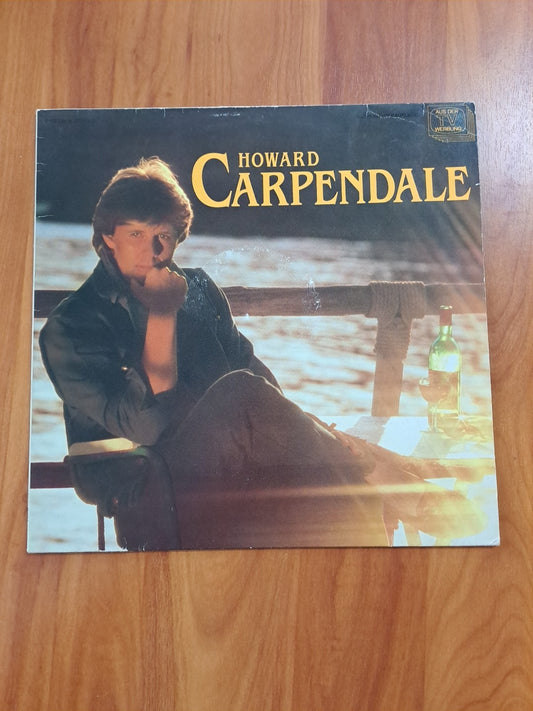 AUS DER
TV
WERBUNG
HOWARD
CARPENDALE